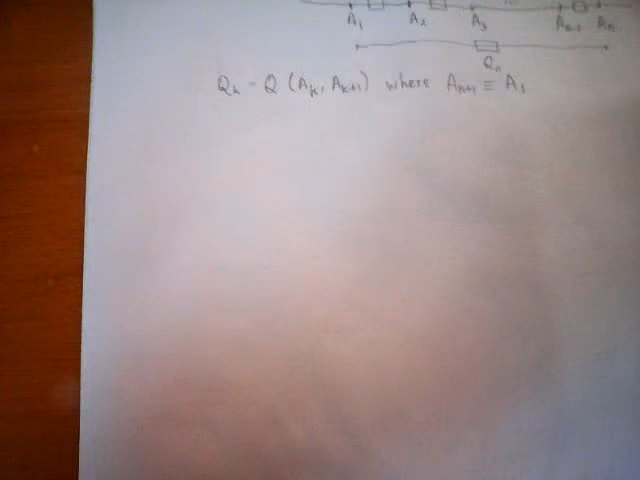 A₁ A₂ A₃ Aₙ₋₁ Aₙ
Qₙ
Qₖ = Q (Aₖ, Aₖ₊₁) where Aₙ₊₁ ≡ A₁